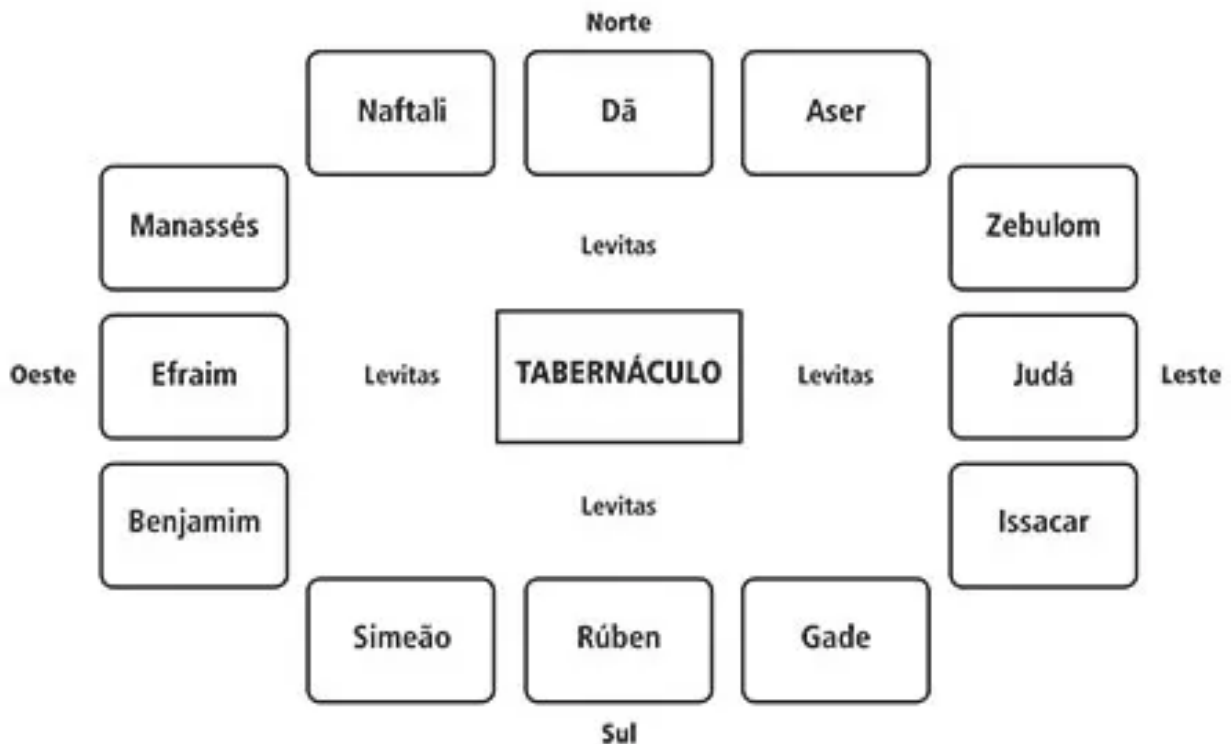 Norte
Naftali
Dã
Aser
Manassés
Zebulom
Levitas
Oeste
Efraim
Levitas
TABERNÁCULO
Levitas
Judá
Leste
Benjamim
Levitas
Issacar
Simeão
Rúben
Gade
Sul